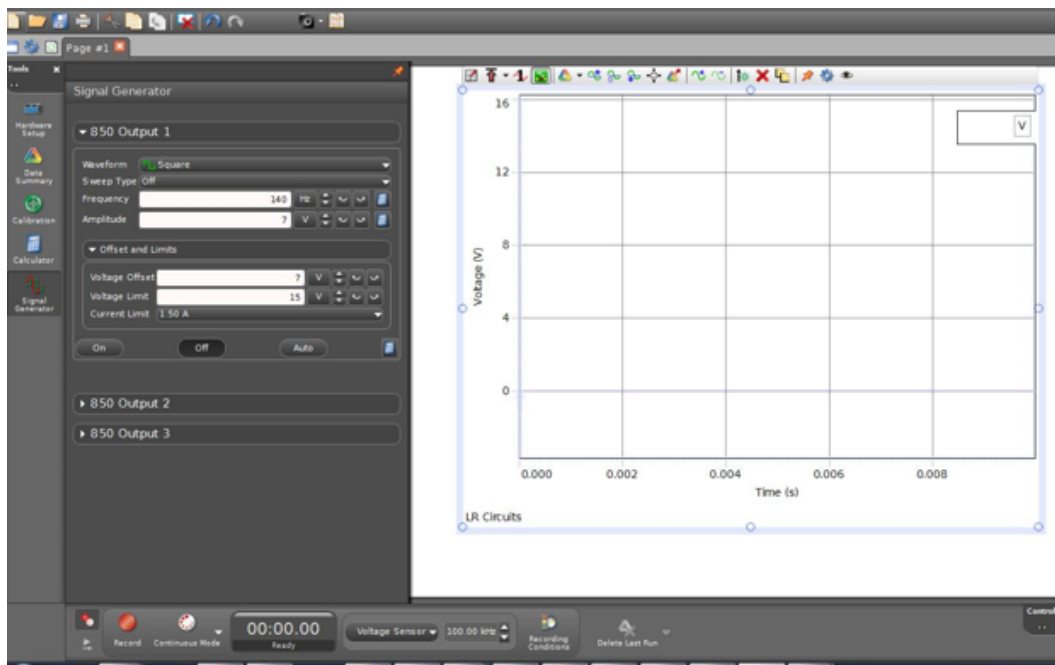 Page #1
Tools
Signal Generator
Hardware
Setup
Data
Summary
Calibration
Calculator
Signal
Generator
850 Output 1
Waveform Square
Sweep Type Off
Frequency 140 Hz
Amplitude 7 V
Offset and Limits
Voltage Offset 7 V
Voltage Limit 15 V
Current Limit 1.50 A
On Off Auto
850 Output 2
850 Output 3
V
16
12
8
4
0
Voltage (V)
0.000 0.002 0.004 0.006 0.008
Time (s)
LR Circuits
Record
Continuous Mode
00:00.00
Ready
Voltage Sensor 100.00 kHz
Recording
Conditions
Delete Last Run
Control